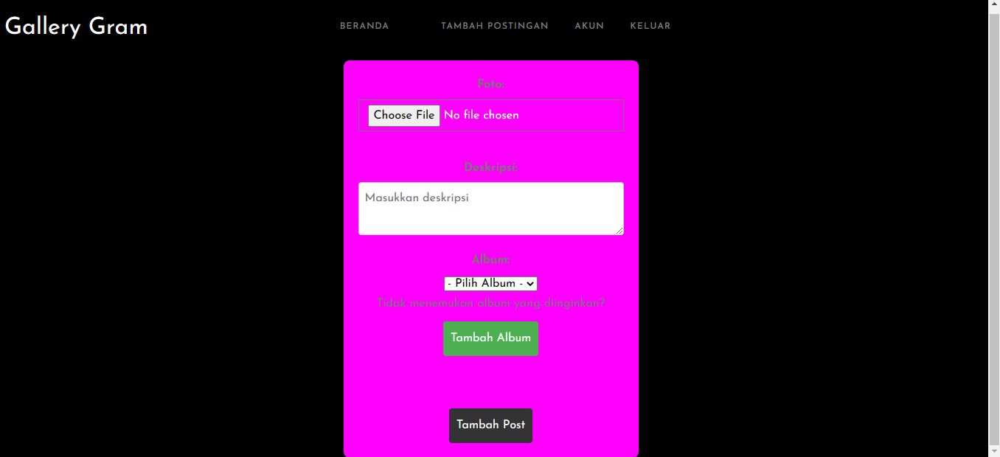 Gallery Gram
BERANDA TAMBAH POSTINGAN AKUN KELUAR
Foto:
Choose File No file chosen
Deskripsi:
Masukkan deskripsi
Album:
- Pilih Album -
Tidak menemukan album yang diinginkan?
Tambah Album
Tambah Post